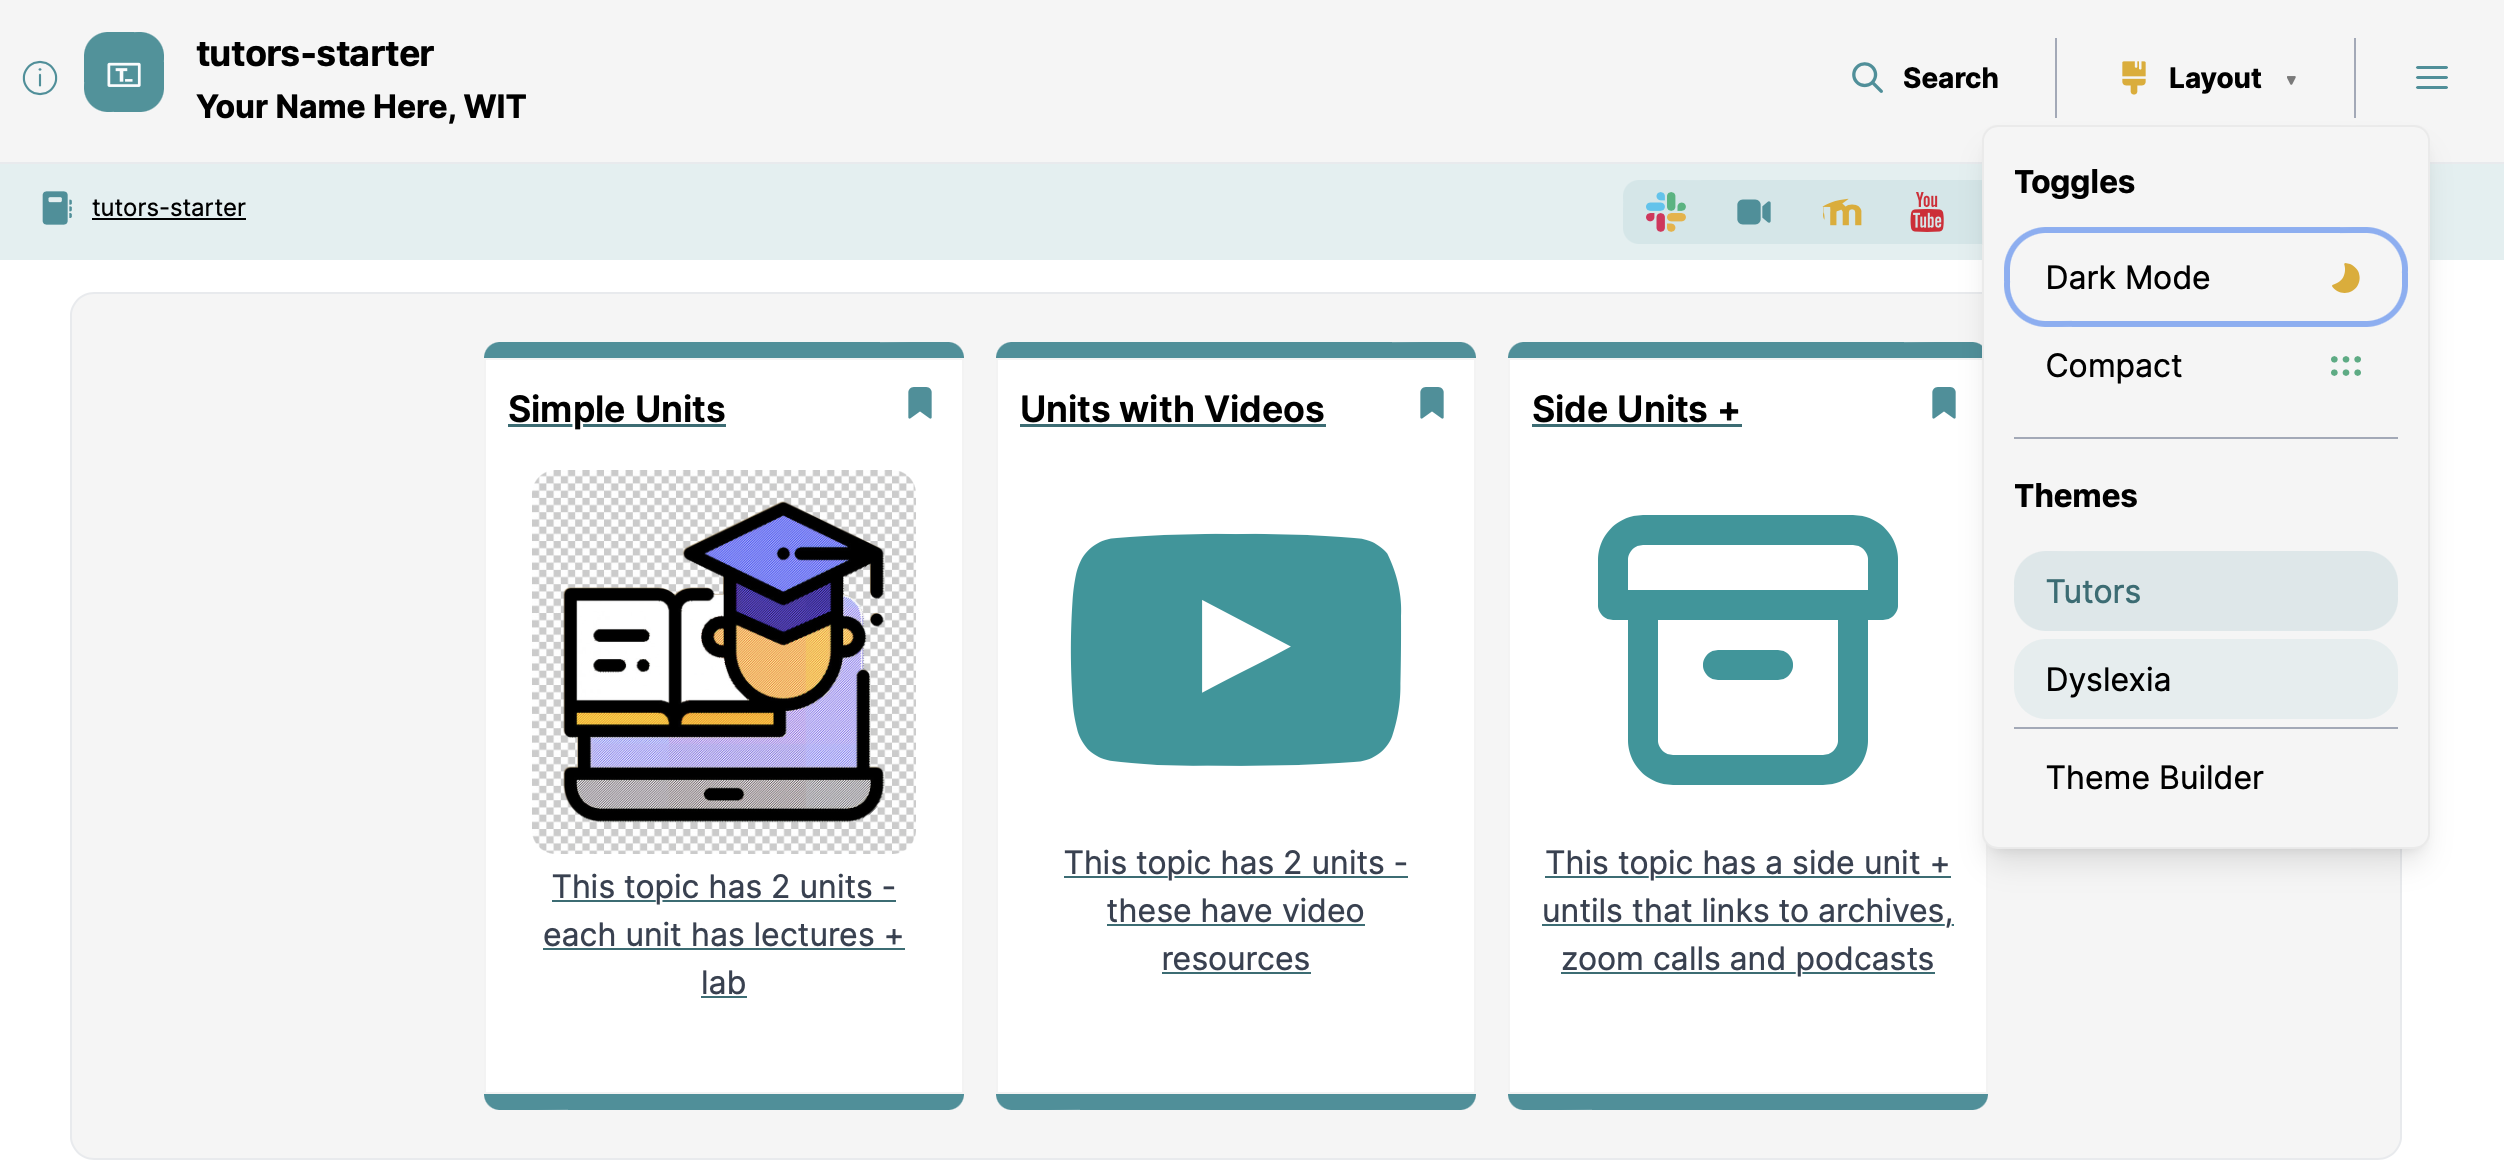 tutors-starter
Your Name Here, WIT
Search
Layout
tutors-starter
You
Tube
Toggles
Dark Mode
Compact
Themes
Tutors
Dyslexia
Theme Builder
Simple Units
This topic has 2 units -
each unit has lectures +
lab
Units with Videos
This topic has 2 units -
these have video
resources
Side Units +
This topic has a side unit +
untils that links to archives,
zoom calls and podcasts